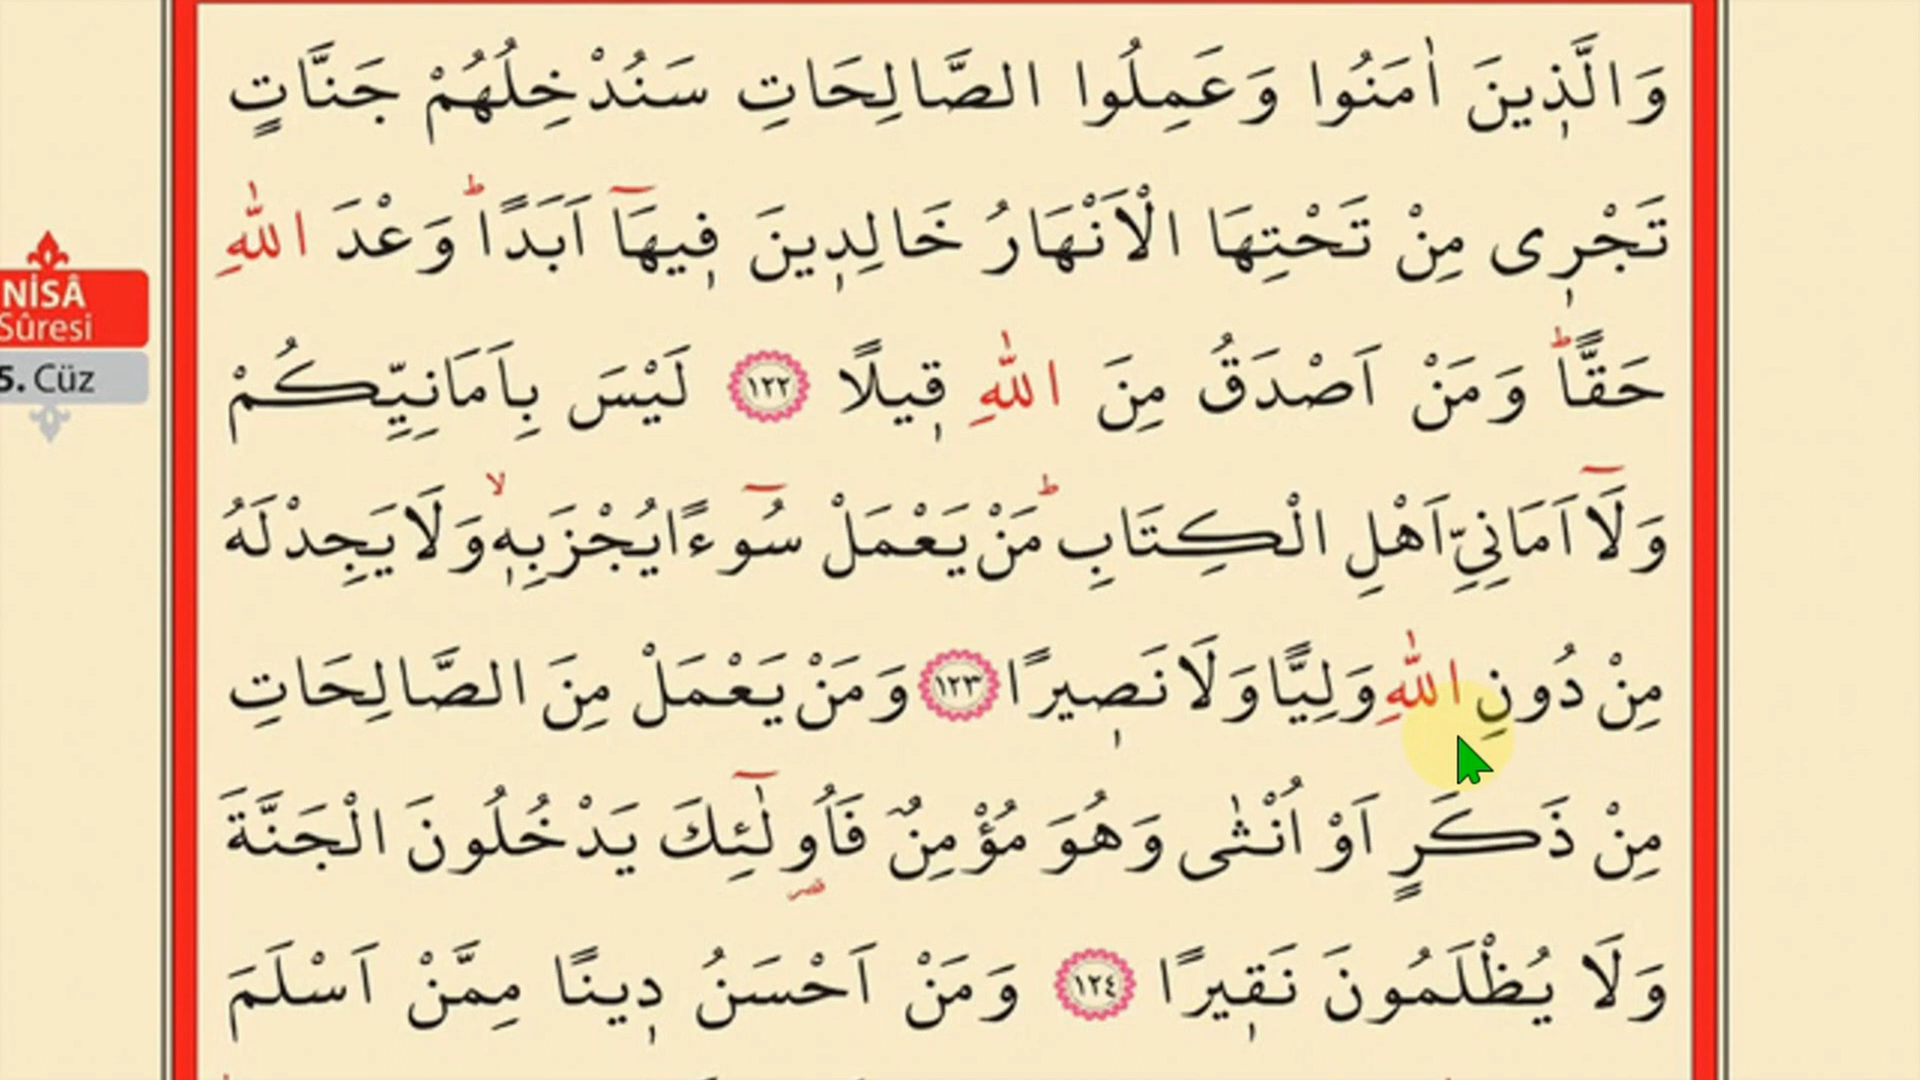 وَالَّذ۪ينَ اٰمَنُوا وَعَمِلُوا الصَّالِحَاتِ سَنُدْخِلُهُمْ جَنَّاتٍ
تَجْر۪ى مِنْ تَحْتِهَا الْاَنْهَارُ خَالِد۪ينَ ف۪يهَآ اَبَدًاۜ وَعْدَ اللّٰهِ
حَقًّاۜ وَمَنْ اَصْدَقُ مِنَ اللّٰهِ ق۪يلًا ١٢٢ لَيْسَ بِاَمَانِيِّكُمْ
وَلَآ اَمَانِىِّ اَهْلِ الْكِتَابِۜ مَنْ يَعْمَلْ سُٓوءًا يُجْزَ بِه۪ۙ وَلَا يَجِدْ لَهُ
مِنْ دُونِ اللّٰهِ وَلِيًّا وَلَا نَص۪يرًا ١٢٣ وَمَنْ يَعْمَلْ مِنَ الصَّالِحَاتِ
مِنْ ذَكَرٍ اَوْ اُنْثٰى وَهُوَ مُؤْمِنٌ فَاُو۬لٰٓئِكَ يَدْخُلُونَ الْجَنَّةَ
وَلَا يُظْلَمُونَ نَق۪يرًا ١٢٤ وَمَنْ اَحْسَنُ د۪ينًا مِمَّنْ اَسْلَمَ
NİSÂ
Sûresi
5. Cüz